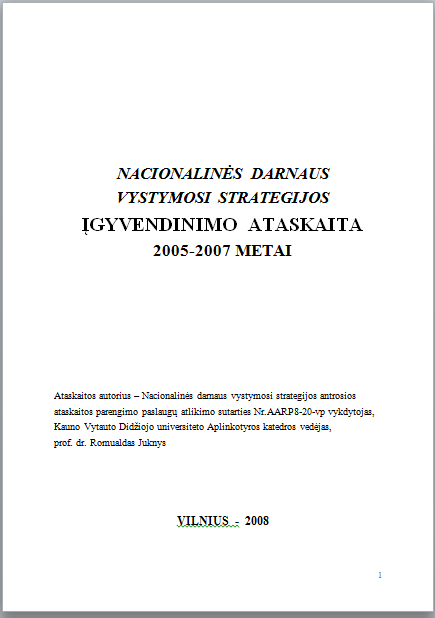 NACIONALINĖS DARNAUS
VYSTYMOSI STRATEGIJOS
ĮGYVENDINIMO ATASKAITA
2005-2007 METAI
Ataskaitos autorius – Nacionalinės darnaus vystymosi strategijos antrosios
ataskaitos parengimo paslaugų atlikimo sutarties Nr.AARP8-20-vp vykdytojas,
Kauno Vytauto Didžiojo universiteto Aplinkotyros katedros vedėjas,
prof. dr. Romualdas Juknys
VILNIUS - 2008
1